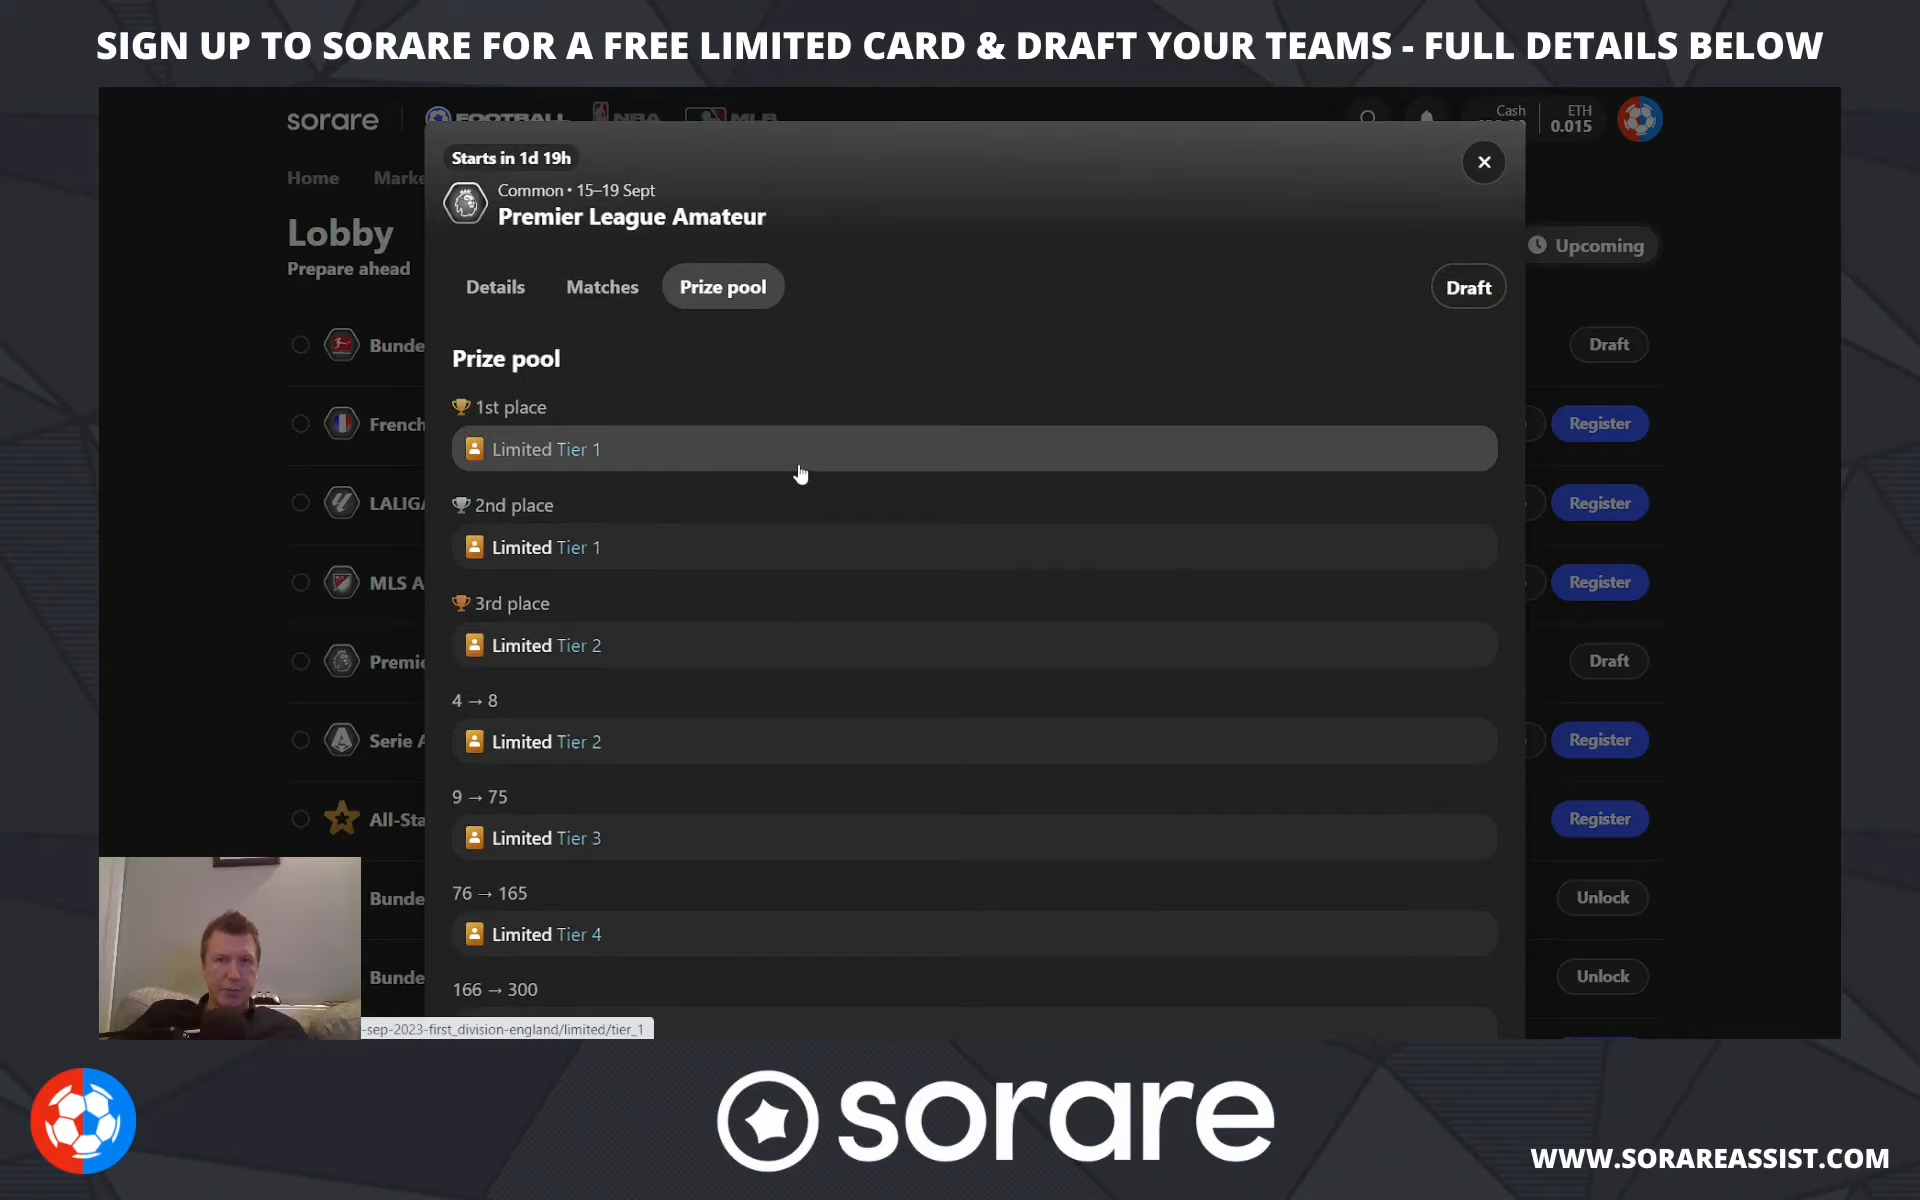 SIGN UP TO SORARE FOR A FREE LIMITED CARD & DRAFT YOUR TEAMS - FULL DETAILS BELOW
sorare FOOTBALL NBA MLB Cash ETH
0.015
Starts in 1d 19h
Home Marke
Common • 15–19 Sept
Premier League Amateur
Lobby
Prepare ahead
Upcoming
Details Matches Prize pool Draft
Bunde Draft
Prize pool
1st place
French Register
Limited Tier 1
2nd place
LALIGA Register
Limited Tier 1
MLS A Register
3rd place
Limited Tier 2
Premie Draft
4 → 8
Limited Tier 2
Serie A Register
9 → 75
All-Sta Register
Limited Tier 3
76 → 165
Bunde Unlock
Limited Tier 4
Bunde Unlock
166 → 300
-sep-2023-first_division-england/limited/tier_1
sorare
WWW.SORAREASSIST.COM